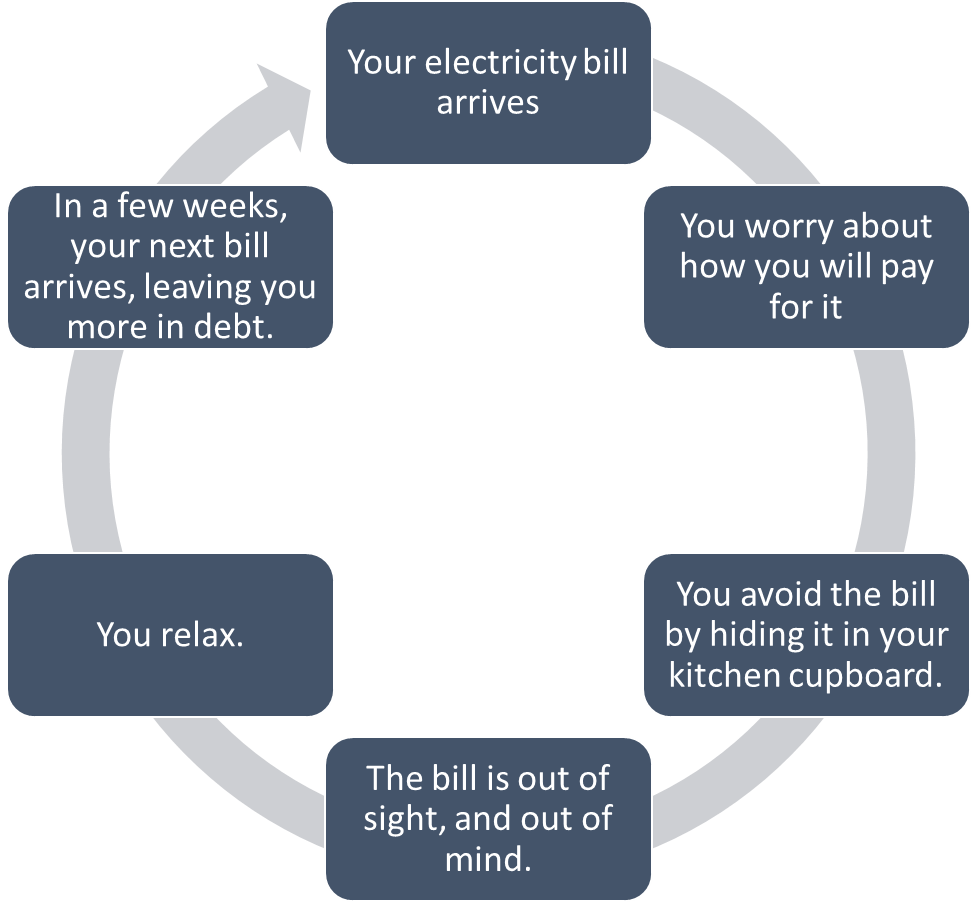 Your electricity bill
arrives
You worry about
how you will pay
for it
You avoid the bill
by hiding it in your
kitchen cupboard.
The bill is out of
sight, and out of
mind.
You relax.
In a few weeks,
your next bill
arrives, leaving you
more in debt.